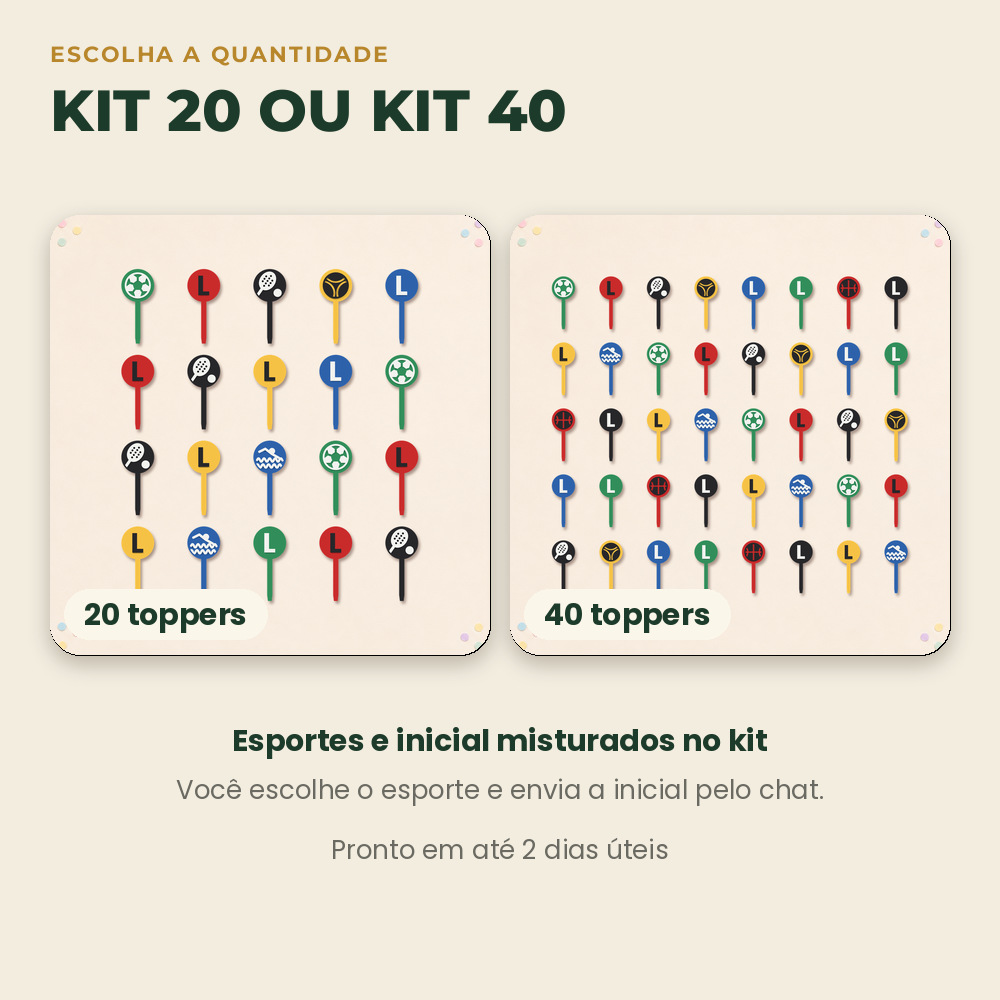 ESCOLHA A QUANTIDADE
KIT 20 OU KIT 40
L L
L L L
L L
L L L
L L L L
L L L L
L L L
L L L L L
L L L L
20 toppers
40 toppers
Esportes e inicial misturados no kit
Você escolhe o esporte e envia a inicial pelo chat.
Pronto em até 2 dias úteis